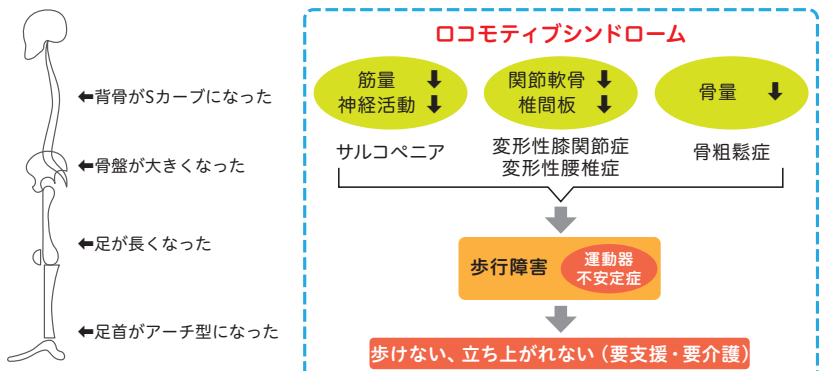 ←背骨がSカーブになった
←骨盤が大きくなった
←足が長くなった
←足首がアーチ型になった
ロコモティブシンドローム
筋量 ↓
神経活動 ↓
サルコペニア
関節軟骨 ↓
椎間板 ↓
変形性膝関節症
変形性腰椎症
骨量 ↓
骨粗鬆症
歩行障害
運動器
不安定症
歩けない、立ち上がれない（要支援・要介護）